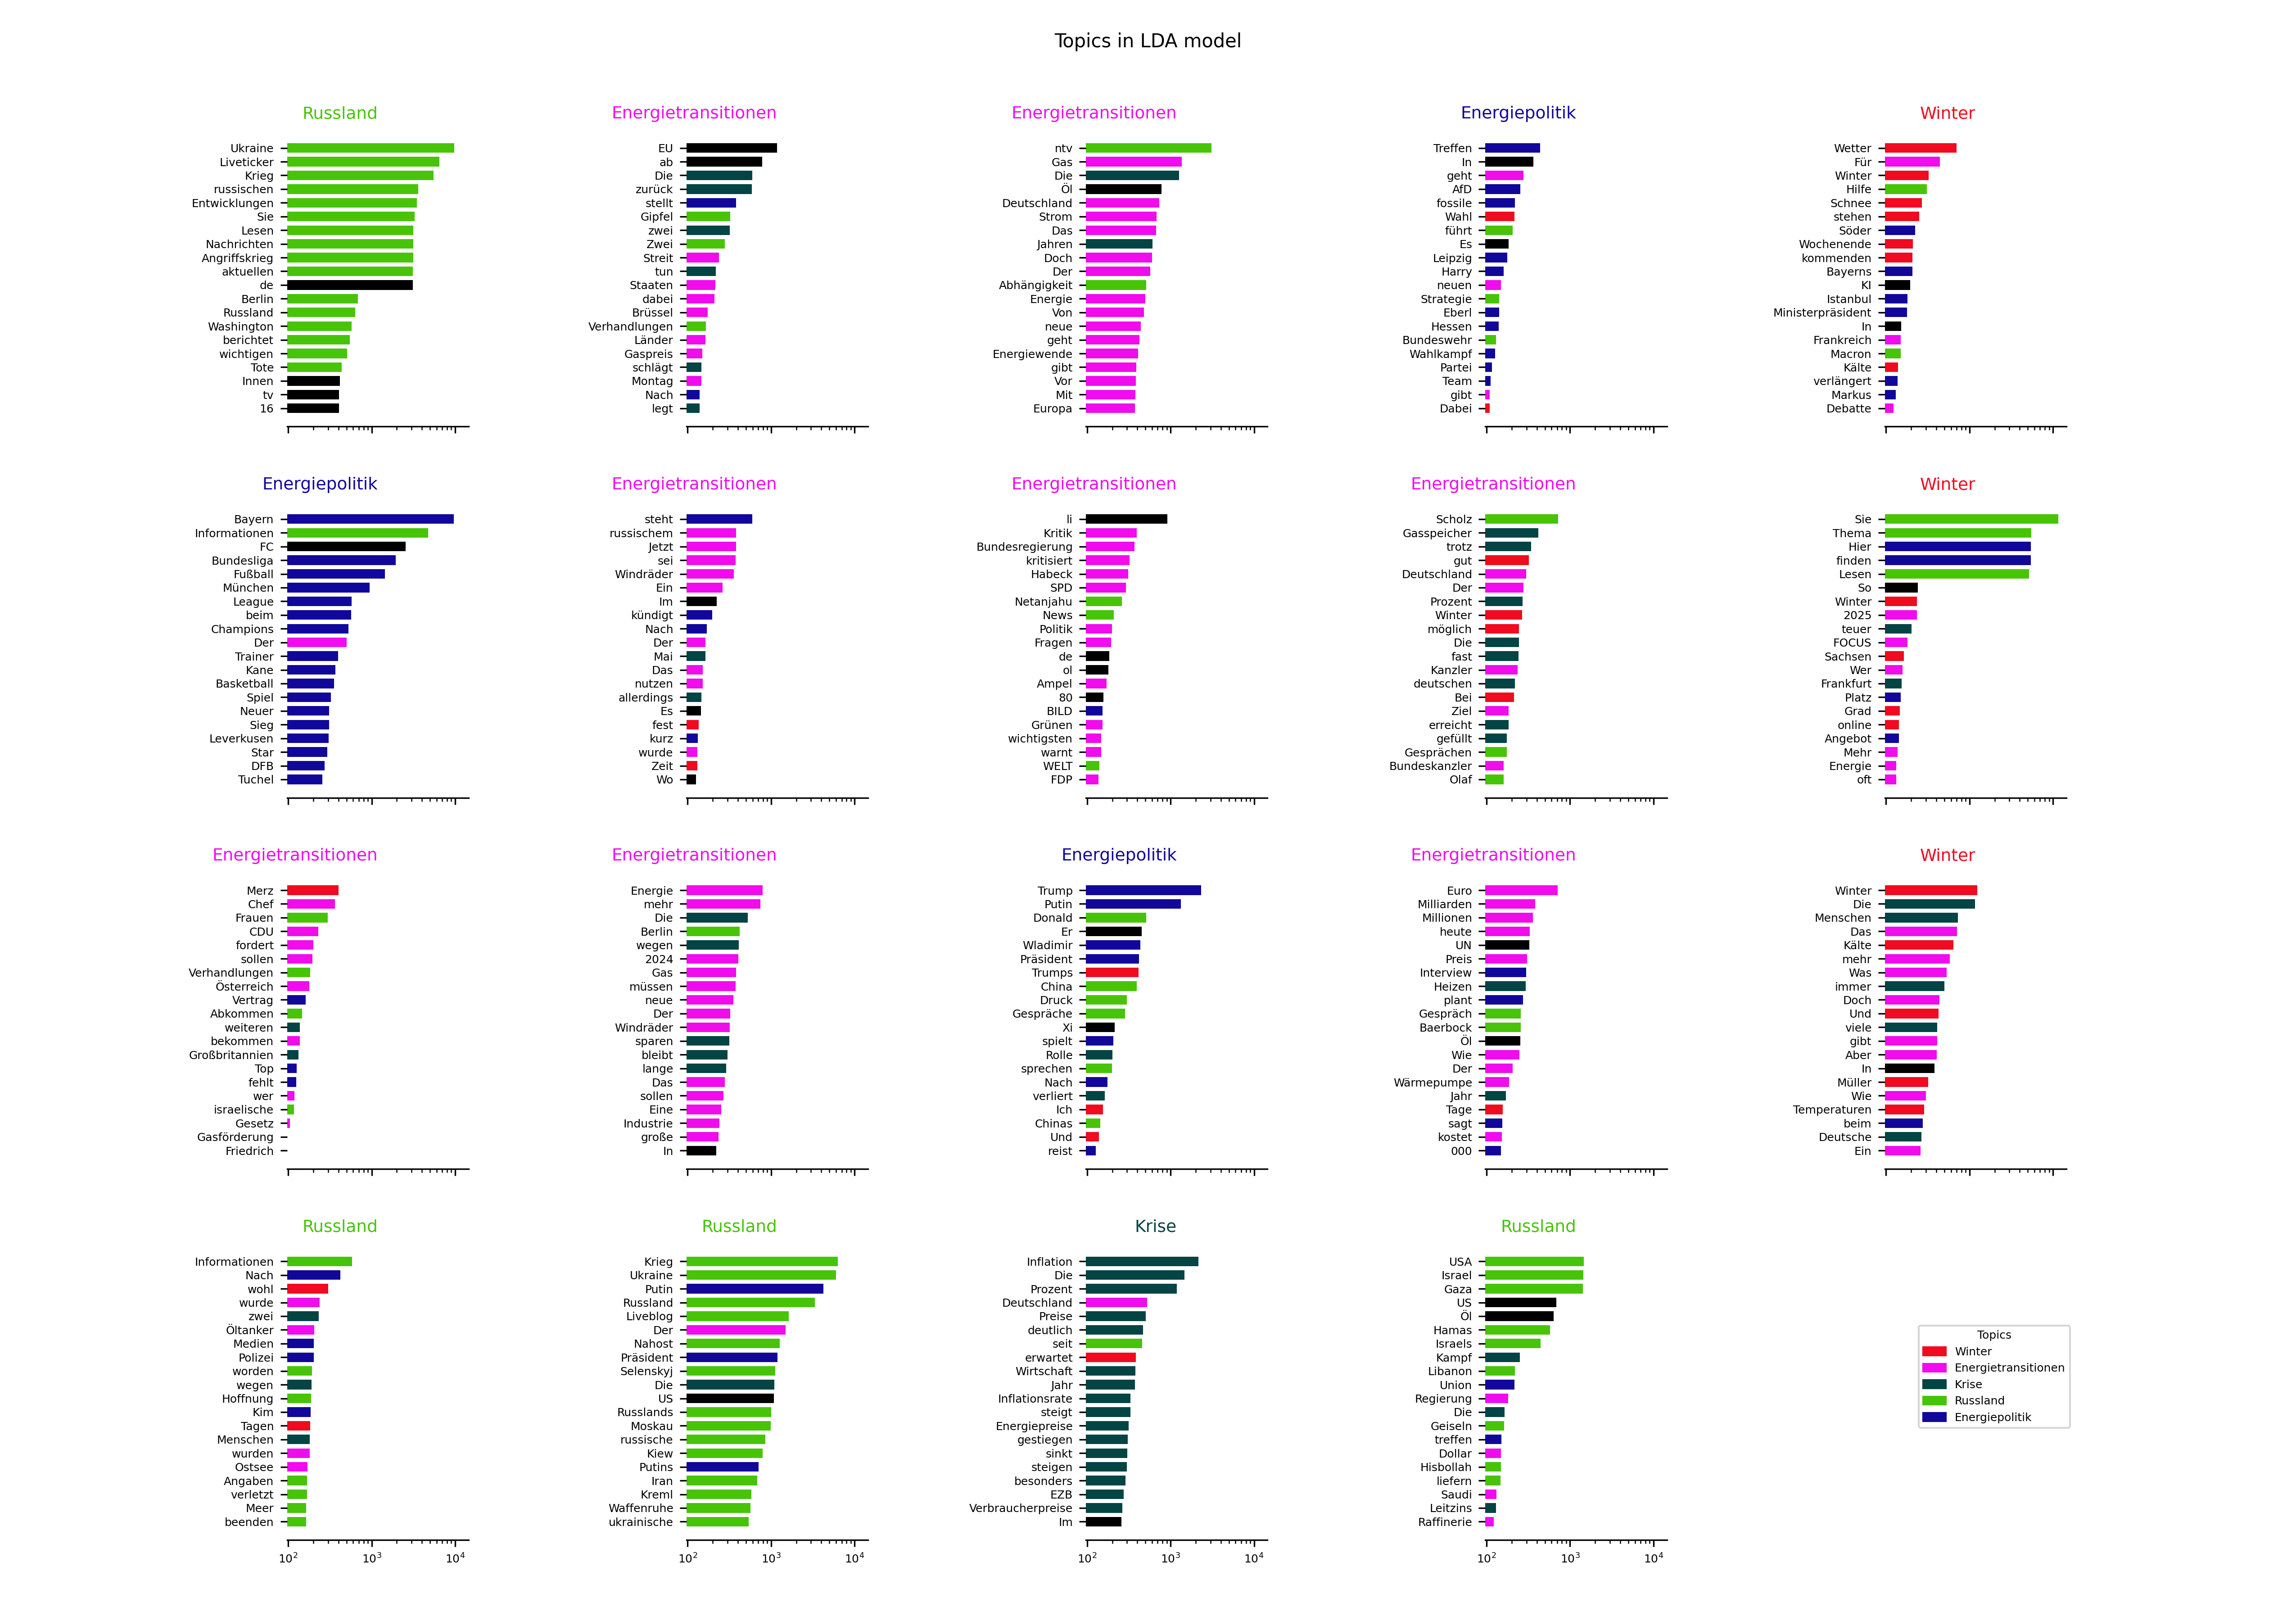 Topics in LDA model
Russland
Ukraine
Liveticker
Krieg
russischen
Entwicklungen
Sie
Lesen
Nachrichten
Angriffskrieg
aktuellen
de
Berlin
Russland
Washington
berichtet
wichtigen
Tote
Innen
tv
16
Energietransitionen
EU
ab
Die
zurück
stellt
Gipfel
zwei
Zwei
Streit
tun
Staaten
dabei
Brüssel
Verhandlungen
Länder
Gaspreis
schlägt
Montag
Nach
legt
Energietransitionen
ntv
Gas
Die
Öl
Deutschland
Strom
Das
Jahren
Doch
Der
Abhängigkeit
Energie
Von
neue
geht
Energiewende
gibt
Vor
Mit
Europa
Energiepolitik
Treffen
In
geht
AfD
fossile
Wahl
führt
Es
Leipzig
Harry
neuen
Strategie
Eberl
Hessen
Bundeswehr
Wahlkampf
Partei
Team
gibt
Dabei
Winter
Wetter
Für
Winter
Hilfe
Schnee
stehen
Söder
Wochenende
kommenden
Bayerns
KI
Istanbul
Ministerpräsident
In
Frankreich
Macron
Kälte
verlängert
Markus
Debatte
Energiepolitik
Bayern
Informationen
FC
Bundesliga
Fußball
München
League
beim
Champions
Der
Trainer
Kane
Basketball
Spiel
Neuer
Sieg
Leverkusen
Star
DFB
Tuchel
Energietransitionen
steht
russischem
Jetzt
sei
Windräder
Ein
Im
kündigt
Nach
Der
Mai
Das
nutzen
allerdings
Es
fest
kurz
wurde
Zeit
Wo
Energietransitionen
li
Kritik
Bundesregierung
kritisiert
Habeck
SPD
Netanjahu
News
Politik
Fragen
de
ol
Ampel
80
BILD
Grünen
wichtigsten
warnt
WELT
FDP
Energietransitionen
Scholz
Gasspeicher
trotz
gut
Deutschland
Der
Prozent
Winter
möglich
Die
fast
Kanzler
deutschen
Bei
Ziel
erreicht
gefüllt
Gesprächen
Bundeskanzler
Olaf
Winter
Sie
Thema
Hier
finden
Lesen
So
Winter
2025
teuer
FOCUS
Sachsen
Wer
Frankfurt
Platz
Grad
online
Angebot
Mehr
Energie
oft
Energietransitionen
Merz
Chef
Frauen
CDU
fordert
sollen
Verhandlungen
Österreich
Vertrag
Abkommen
weiteren
bekommen
Großbritannien
Top
fehlt
wer
israelische
Gesetz
Gasförderung
Friedrich
Energietransitionen
Energie
mehr
Die
Berlin
wegen
2024
Gas
müssen
neue
Der
Windräder
sparen
bleibt
lange
Das
sollen
Eine
Industrie
große
In
Energiepolitik
Trump
Putin
Donald
Er
Wladimir
Präsident
Trumps
China
Druck
Gespräche
Xi
spielt
Rolle
sprechen
Nach
verliert
Ich
Chinas
Und
reist
Energietransitionen
Euro
Milliarden
Millionen
heute
UN
Preis
Interview
Heizen
plant
Gespräch
Baerbock
Öl
Wie
Der
Wärmepumpe
Jahr
Tage
sagt
kostet
000
Winter
Winter
Die
Menschen
Das
Kälte
mehr
Was
immer
Doch
Und
viele
gibt
Aber
In
Müller
Wie
Temperaturen
beim
Deutsche
Ein
Russland
Informationen
Nach
wohl
wurde
zwei
Öltanker
Medien
Polizei
worden
wegen
Hoffnung
Kim
Tagen
Menschen
wurden
Ostsee
Angaben
verletzt
Meer
beenden
10² 10³ 10⁴
Russland
Krieg
Ukraine
Putin
Russland
Liveblog
Der
Nahost
Präsident
Selenskyj
Die
US
Russlands
Moskau
russische
Kiew
Putins
Iran
Kreml
Waffenruhe
ukrainische
10² 10³ 10⁴
Krise
Inflation
Die
Prozent
Deutschland
Preise
deutlich
seit
erwartet
Wirtschaft
Jahr
Inflationsrate
steigt
Energiepreise
gestiegen
sinkt
steigen
besonders
EZB
Verbraucherpreise
Im
10² 10³ 10⁴
Russland
USA
Israel
Gaza
US
Öl
Hamas
Israels
Kampf
Libanon
Union
Regierung
Die
Geiseln
treffen
Dollar
Hisbollah
liefern
Saudi
Leitzins
Raffinerie
10² 10³ 10⁴
Topics
Winter
Energietransitionen
Krise
Russland
Energiepolitik